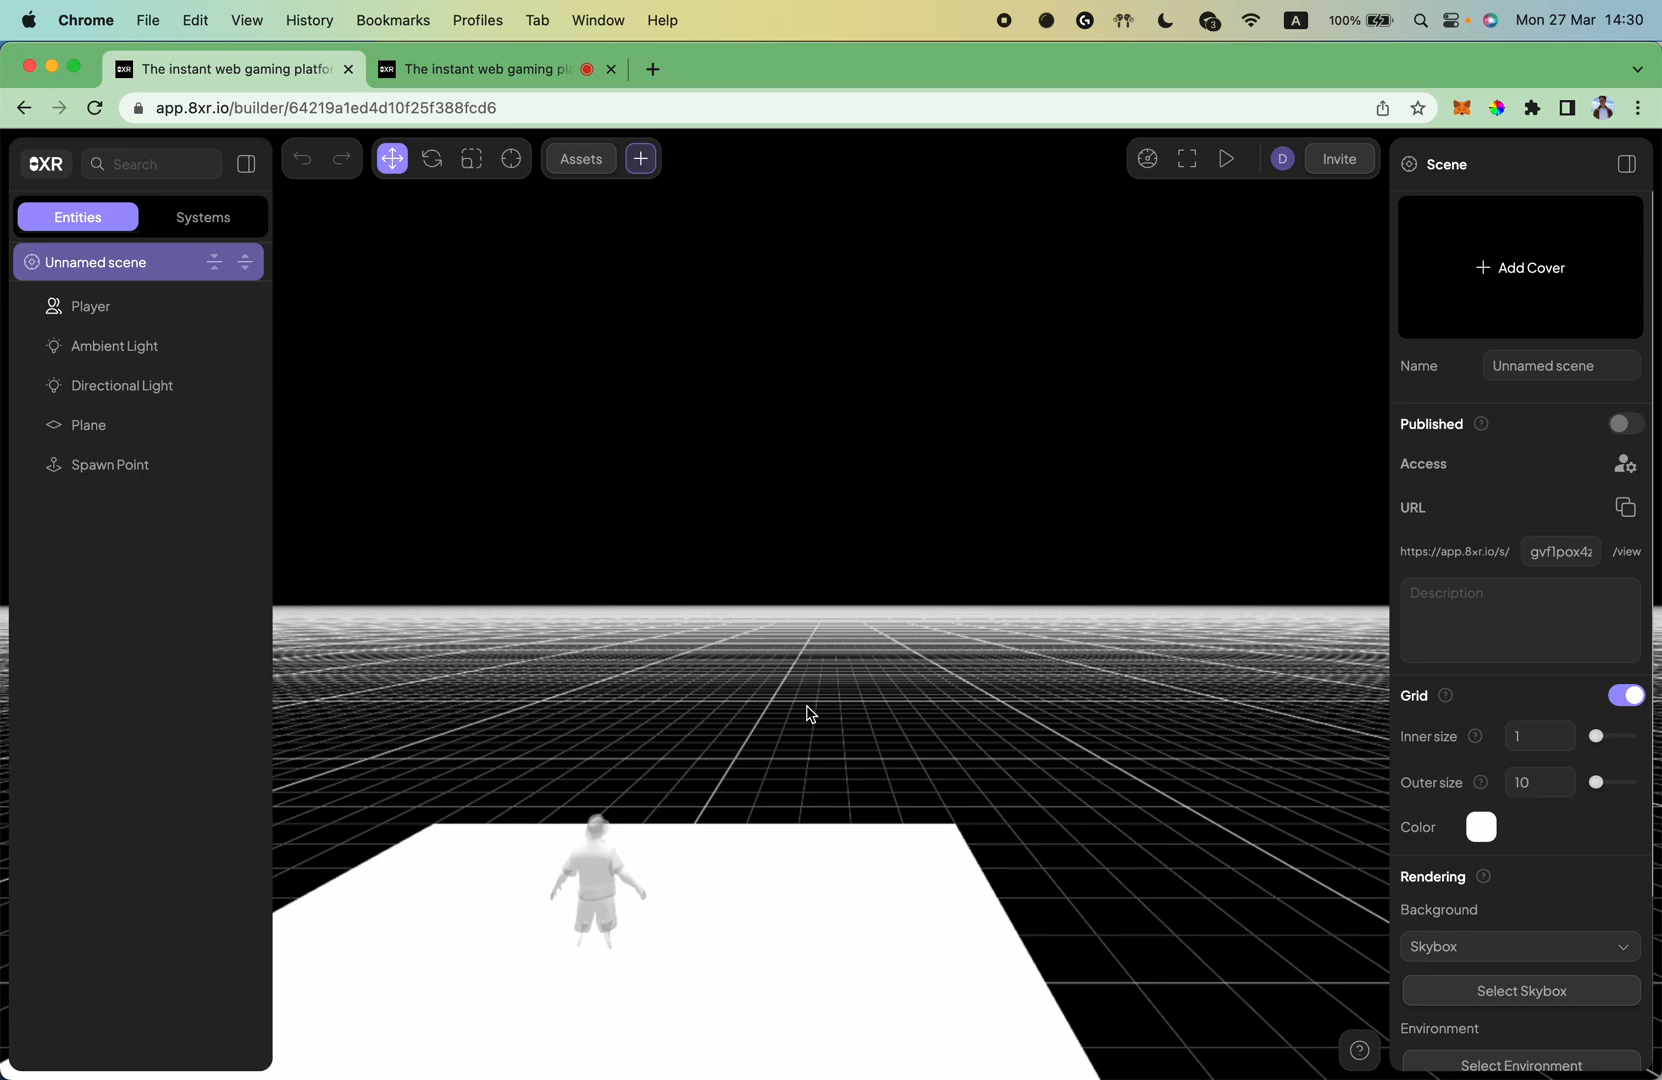 Chrome File Edit View History Bookmarks Profiles Tab Window Help 3 A 100% Mon 27 Mar 14:30
The instant web gaming platfor The instant web gaming pl
app.8xr.io/builder/64219a1ed4d10f25f388fcd6
8XR Search Assets D Invite Scene
Entities Systems
Unnamed scene
Player
Ambient Light
Directional Light
Plane
Spawn Point
Add Cover
Name Unnamed scene
Published
Access
URL
https://app.8xr.io/s/ gvf1pox4z /view
Description
Grid
Inner size 1
Outer size 10
Color
Rendering
Background
Skybox
Select Skybox
Environment
Select Environment